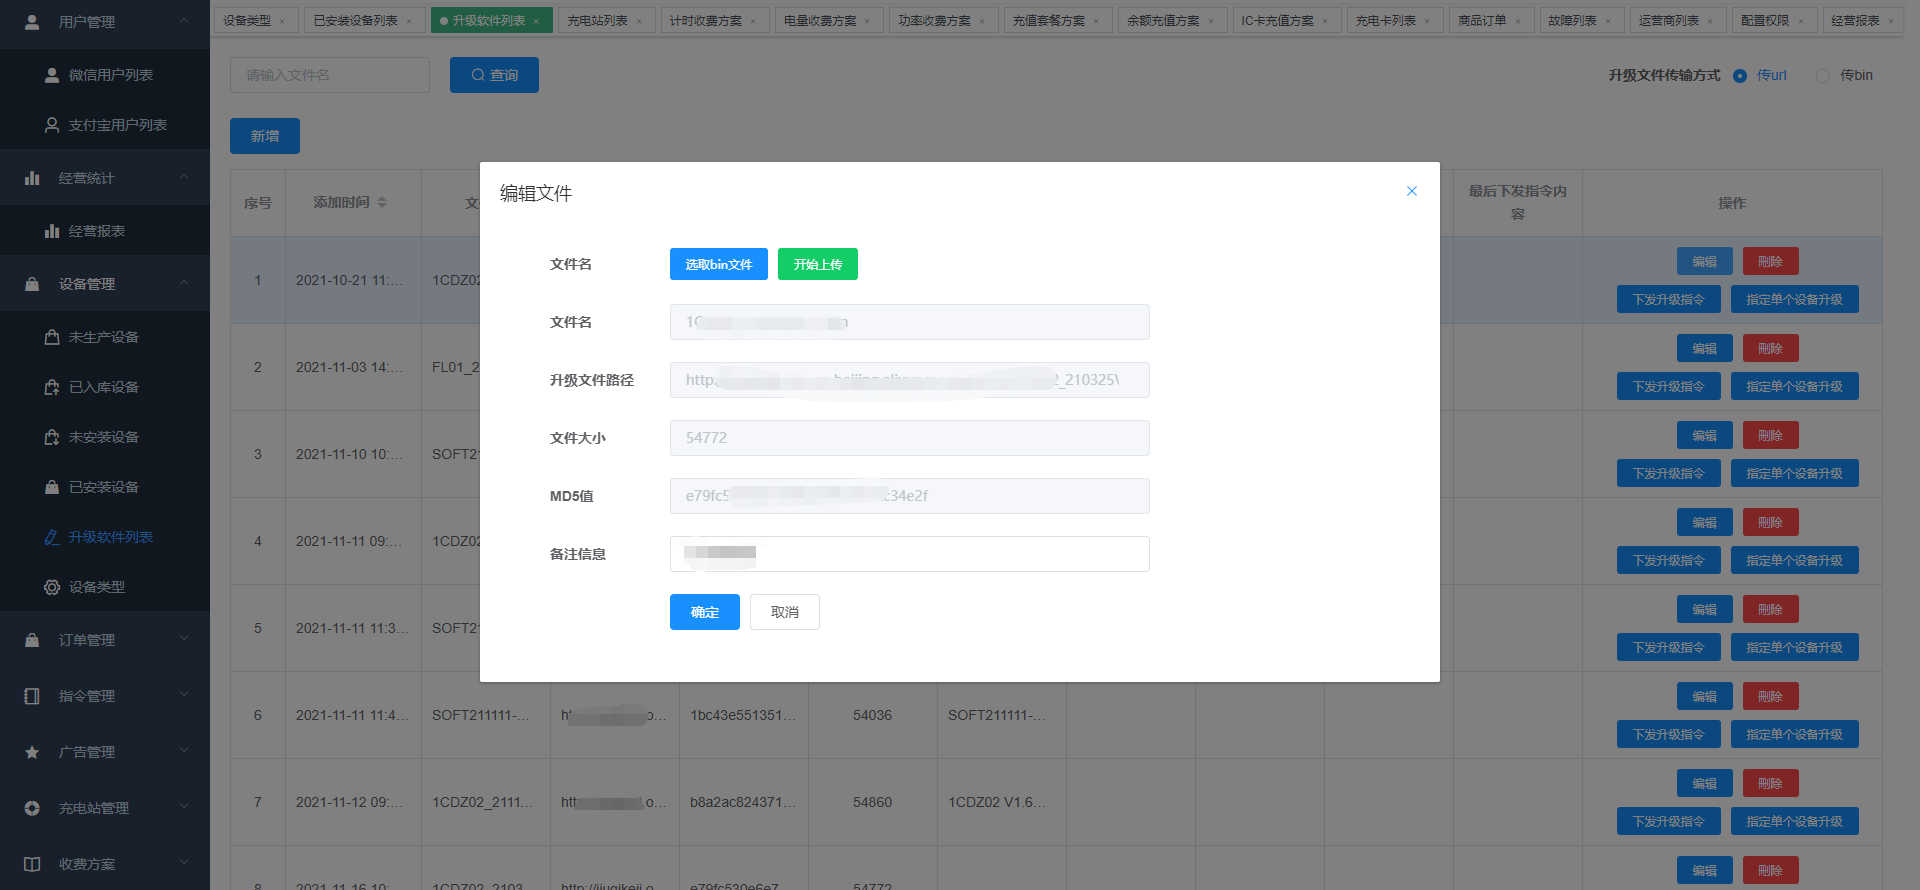 用户管理
微信用户列表
支付宝用户列表
经营统计
经营报表
设备管理
未生产设备
已入库设备
未安装设备
已安装设备
升级软件列表
设备类型
订单管理
指令管理
广告管理
充电站管理
收费方案
设备类型 × 已安装设备列表 × 升级软件列表 × 充电站列表 × 计时收费方案 × 电量收费方案 × 功率收费方案 × 充值套餐方案 × 余额充值方案 × IC卡充值方案 × 充电卡列表 × 商品订单 × 故障列表 × 运营商列表 × 配置权限 × 经营报表 ×
请输入文件名 查询 升级文件传输方式 传url 传bin
新增
序号 添加时间 最后下发指令内容 操作
1 2021-10-21 11:... 1CDZ02 编辑 删除
下发升级指令 指定单个设备升级
2 2021-11-03 14:... FL01_2 编辑 删除
下发升级指令 指定单个设备升级
3 2021-11-10 10:... SOFT21 编辑 删除
下发升级指令 指定单个设备升级
4 2021-11-11 09:... 1CDZ02 编辑 删除
下发升级指令 指定单个设备升级
5 2021-11-11 11:3... SOFT21 编辑 删除
下发升级指令 指定单个设备升级
6 2021-11-11 11:4... SOFT211111-... 1bc43e551351... 54036 SOFT211111-... 编辑 删除
下发升级指令 指定单个设备升级
7 2021-11-12 09:... 1CDZ02_2111... b8a2ac824371... 54860 1CDZ02 V1.6... 编辑 删除
下发升级指令 指定单个设备升级
8 2021-11-16 10:... 1CDZ02_2103... http://jiuqikeji.o... e79fc530e6e7... 54772 编辑 删除
编辑文件
文件名 选取bin文件 开始上传
文件名
升级文件路径 http 2_210325\
文件大小 54772
MD5值 e79fc5 c34e2f
备注信息
确定 取消